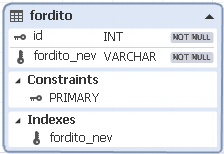 fordito
id INT NOT NULL
fordito_nev VARCHAR NOT NULL
Constraints
PRIMARY
Indexes
fordito_nev